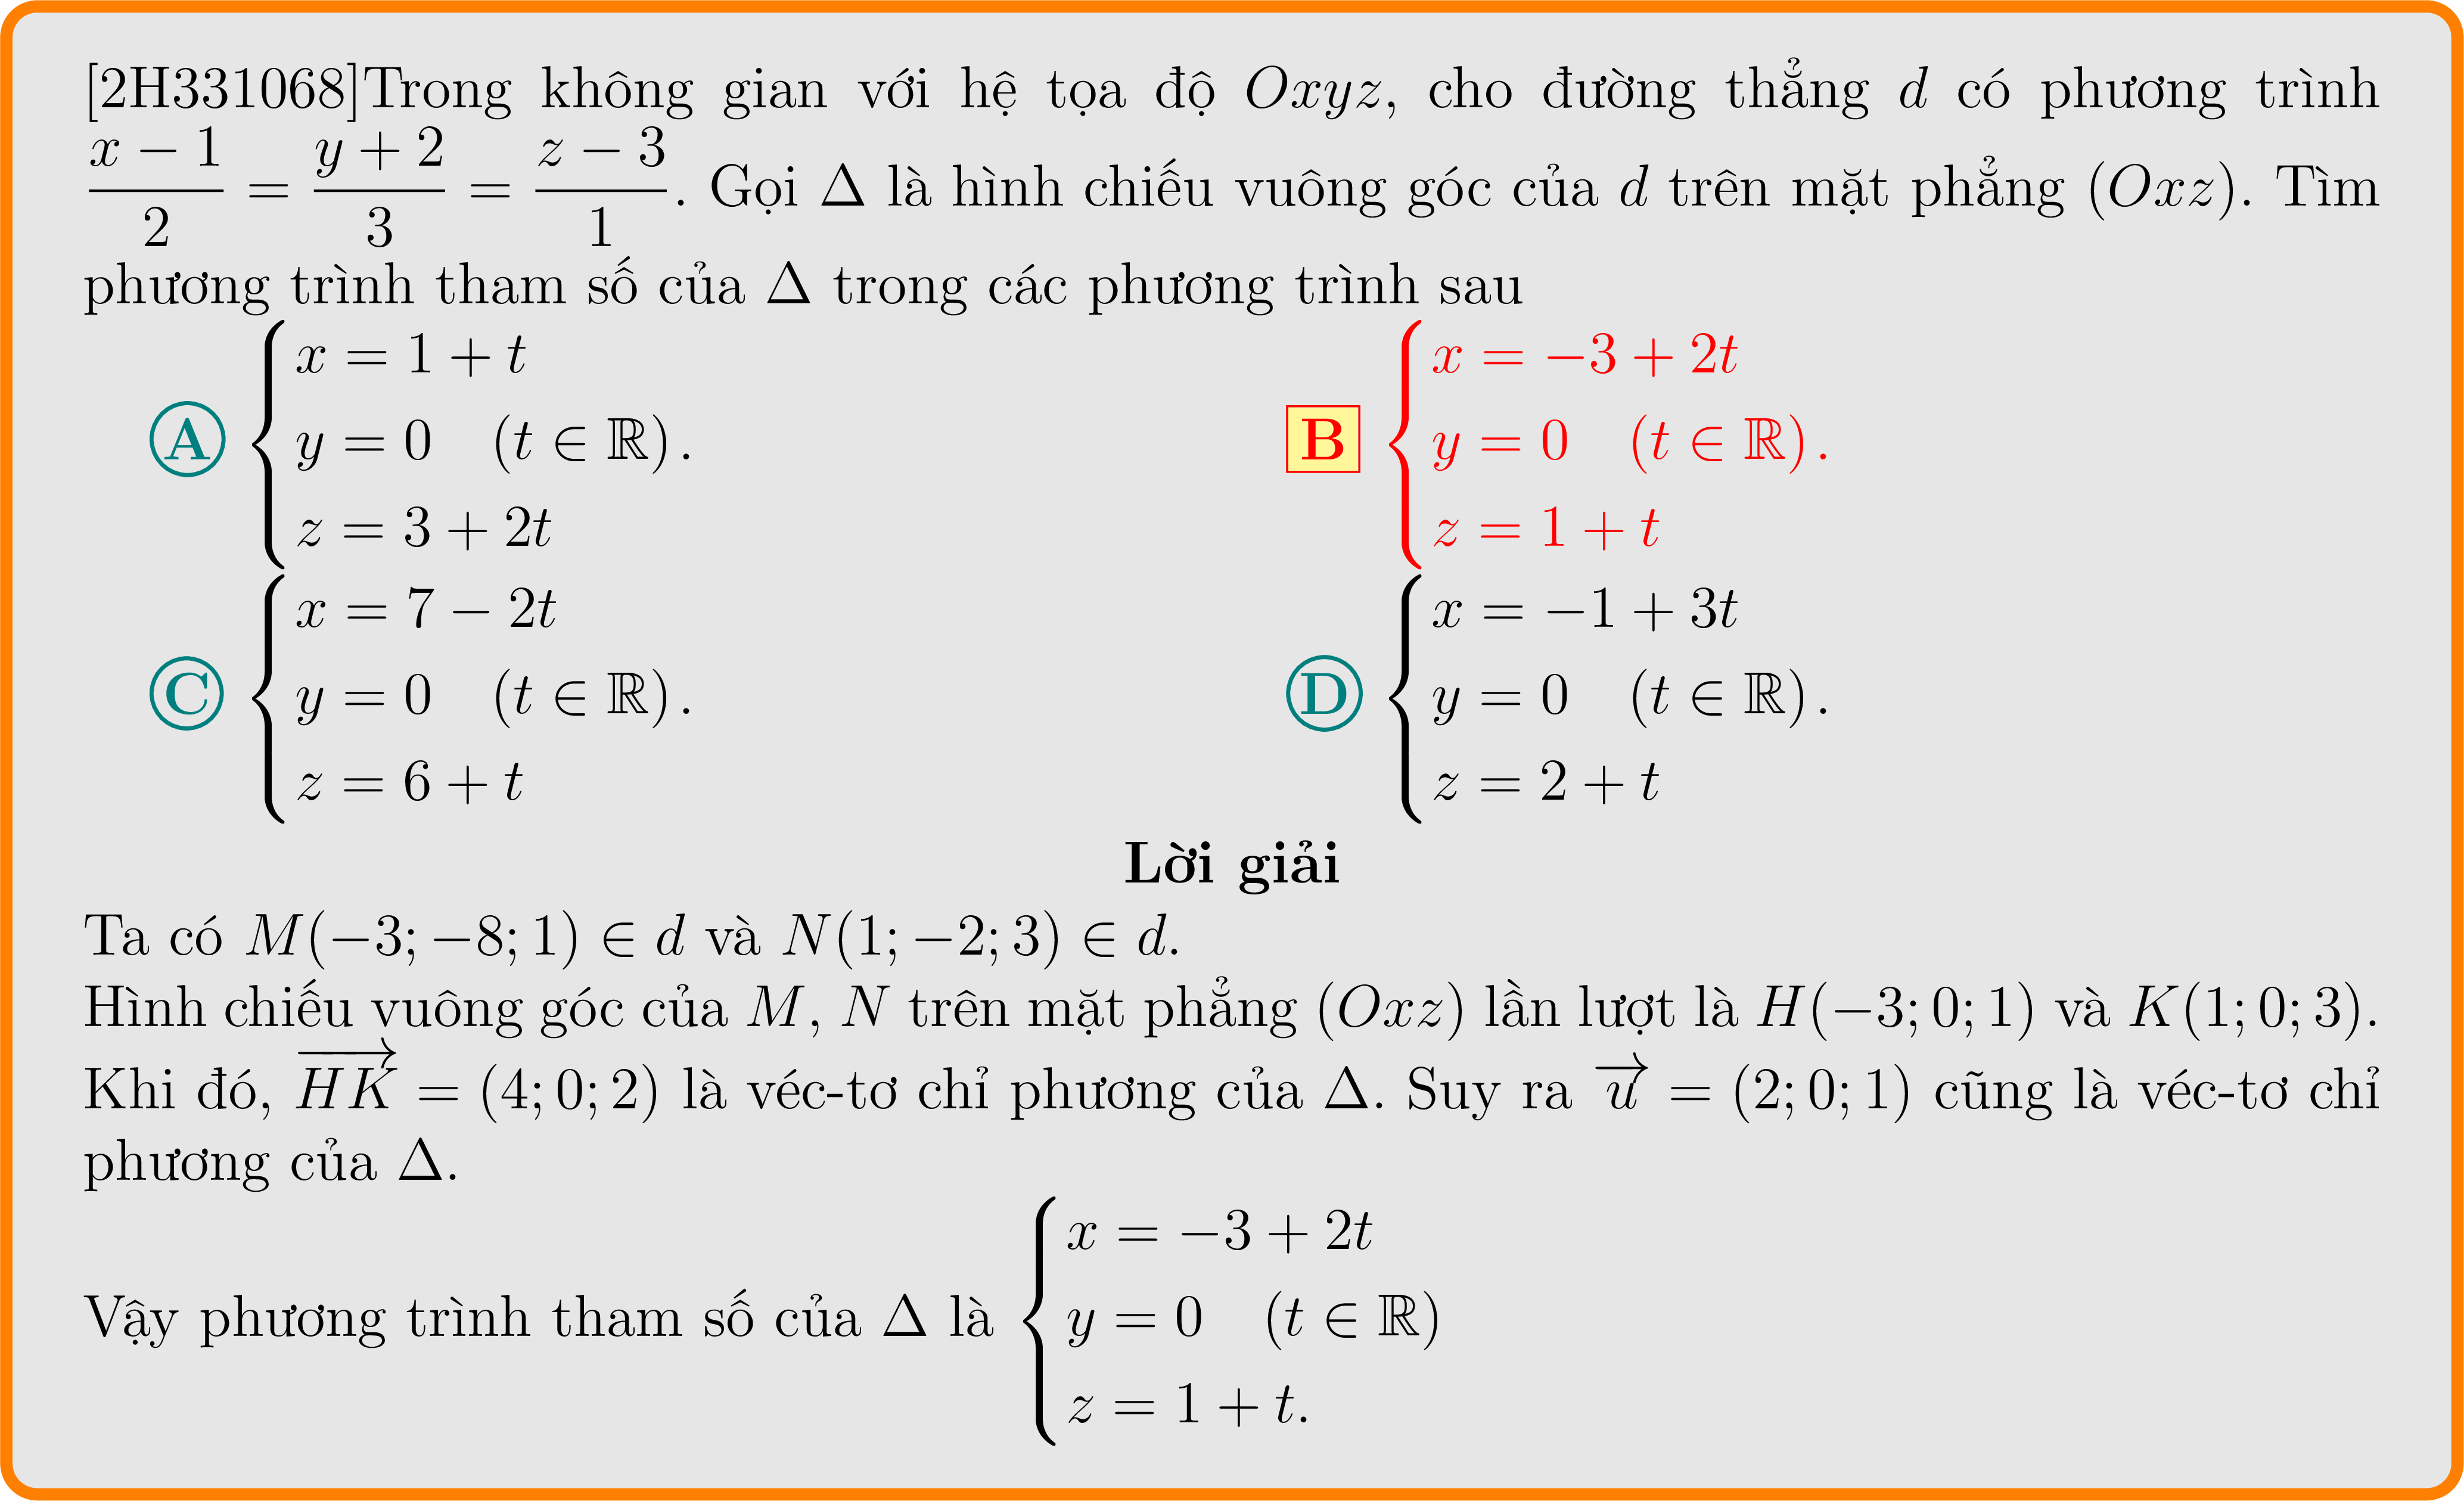 [2H331068]Trong không gian với hệ tọa độ $Oxyz$, cho đường thẳng $d$ có phương trình
$\dfrac{x-1}{2} = \dfrac{y+2}{3} = \dfrac{z-3}{1}$. Gọi $\Delta$ là hình chiếu vuông góc của $d$ trên mặt phẳng $(Oxz)$. Tìm
phương trình tham số của $\Delta$ trong các phương trình sau
A $\begin{cases} x = 1 + t \\ y = 0 \quad (t \in \mathbb{R}). \\ z = 3 + 2t \end{cases}$ B $\begin{cases} x = -3 + 2t \\ y = 0 \quad (t \in \mathbb{R}). \\ z = 1 + t \end{cases}$
C $\begin{cases} x = 7 - 2t \\ y = 0 \quad (t \in \mathbb{R}). \\ z = 6 + t \end{cases}$ D $\begin{cases} x = -1 + 3t \\ y = 0 \quad (t \in \mathbb{R}). \\ z = 2 + t \end{cases}$
Lời giải
Ta có $M(-3; -8; 1) \in d$ và $N(1; -2; 3) \in d$.
Hình chiếu vuông góc của $M$, $N$ trên mặt phẳng $(Oxz)$ lần lượt là $H(-3; 0; 1)$ và $K(1; 0; 3)$.
Khi đó, $\overrightarrow{HK} = (4; 0; 2)$ là véc-tơ chỉ phương của $\Delta$. Suy ra $\overrightarrow{u} = (2; 0; 1)$ cũng là véc-tơ chỉ
phương của $\Delta$.
Vậy phương trình tham số của $\Delta$ là $\begin{cases} x = -3 + 2t \\ y = 0 \quad (t \in \mathbb{R}) \\ z = 1 + t. \end{cases}$